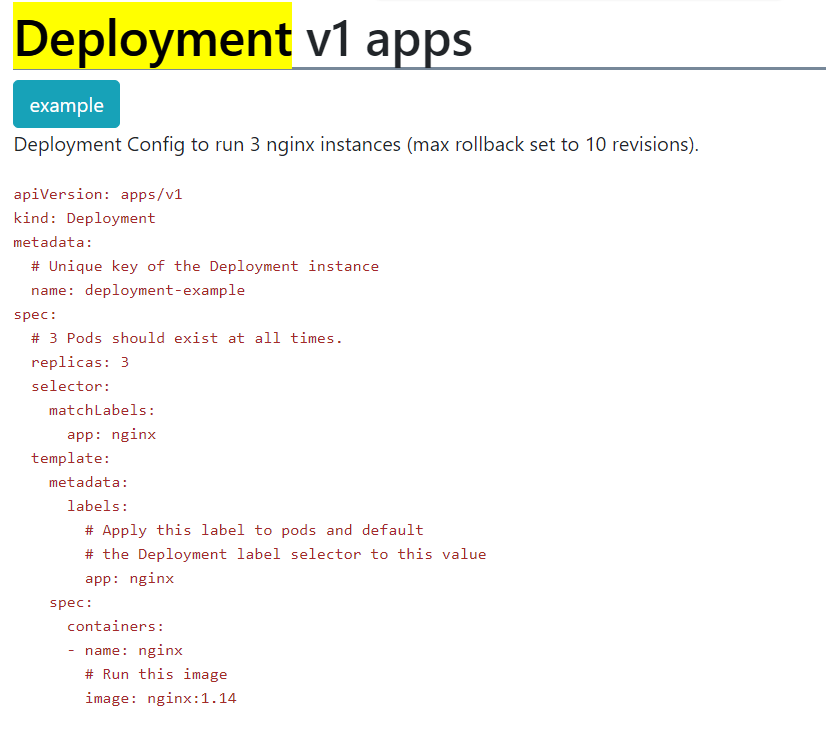 Deployment v1 apps
example
Deployment Config to run 3 nginx instances (max rollback set to 10 revisions).
apiVersion: apps/v1
kind: Deployment
metadata:
  # Unique key of the Deployment instance
  name: deployment-example
spec:
  # 3 Pods should exist at all times.
  replicas: 3
  selector:
    matchLabels:
      app: nginx
  template:
    metadata:
      labels:
        # Apply this label to pods and default
        # the Deployment label selector to this value
        app: nginx
    spec:
      containers:
      - name: nginx
        # Run this image
        image: nginx:1.14